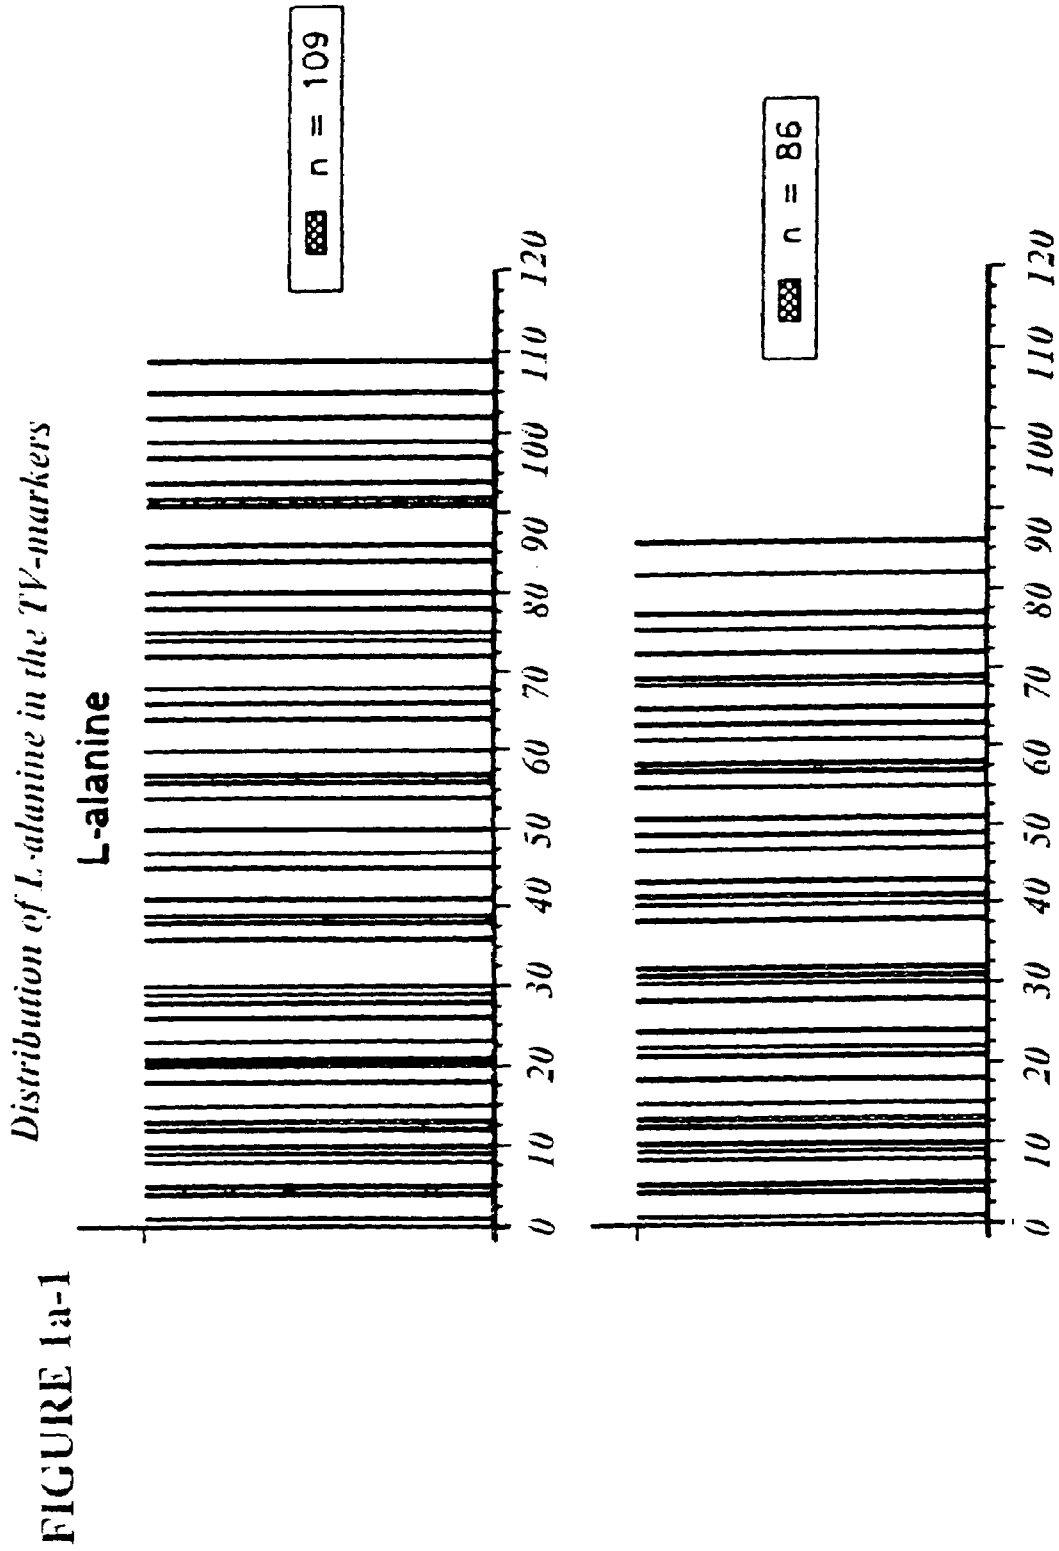 FIGURE 1a-1
Distribution of L-alanine in the TV-markers
L-alanine
n = 109
0 10 20 30 40 50 60 70 80 90 100 110 120
n = 86
0 10 20 30 40 50 60 70 80 90 100 110 120